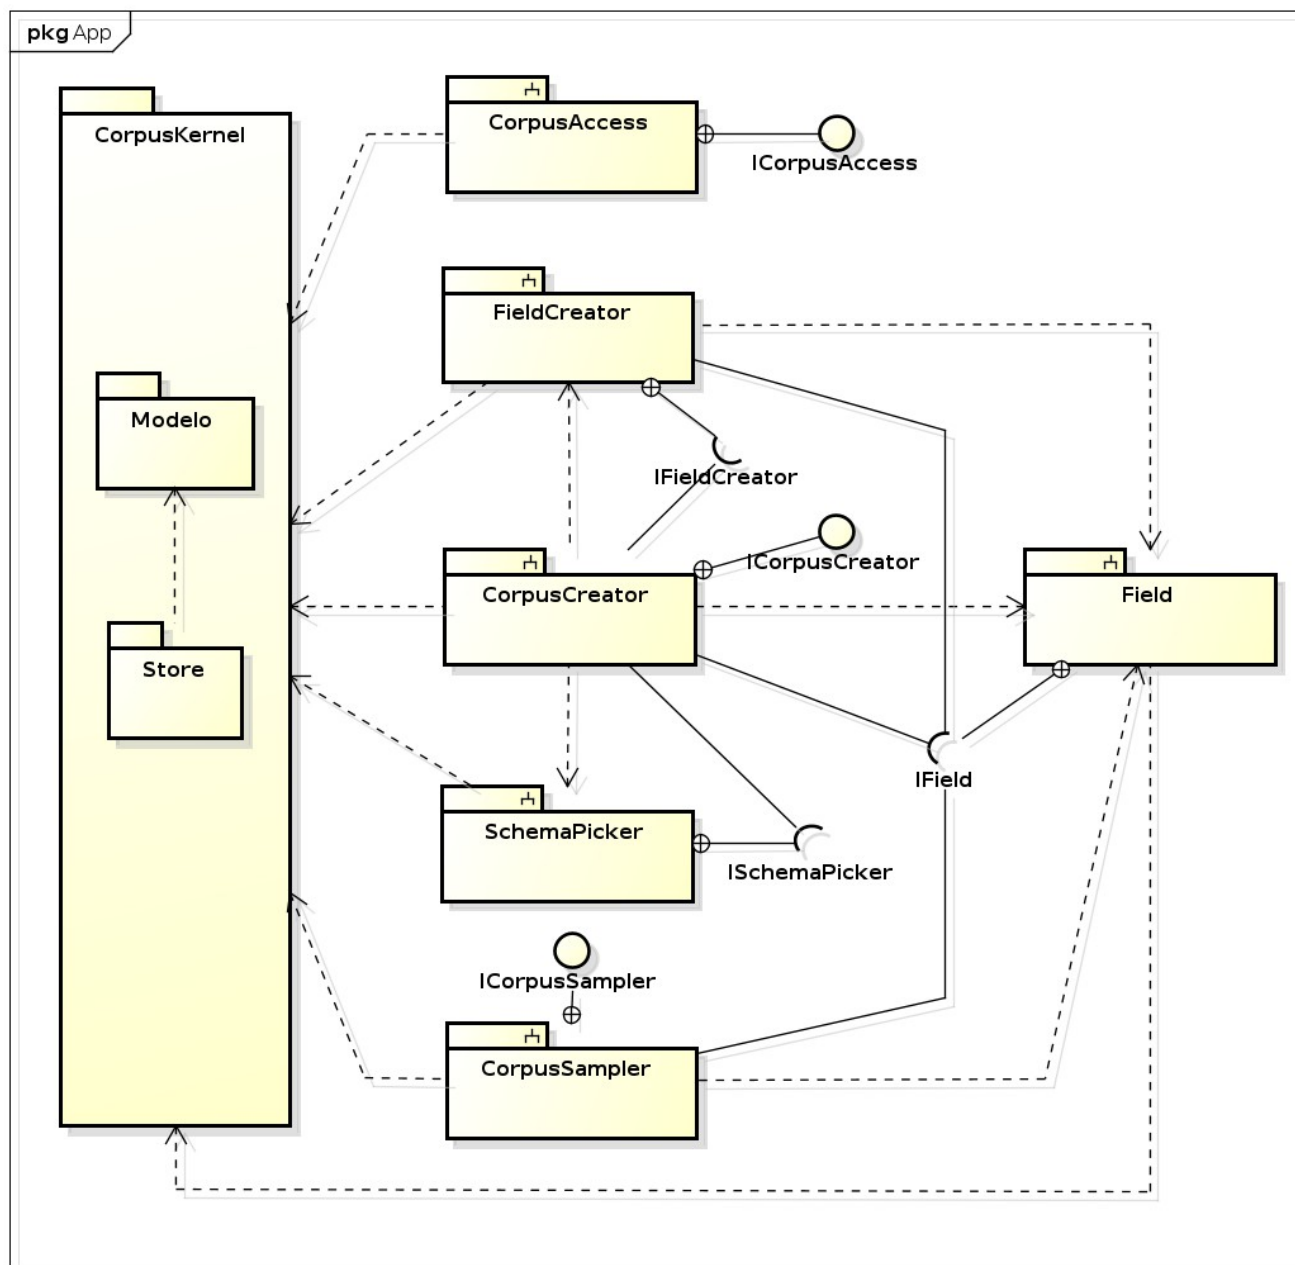 pkg App
CorpusKernel
CorpusAccess
ICorpusAccess
FieldCreator
Modelo
IFieldCreator
ICorpusCreator
CorpusCreator
Field
Store
IField
SchemaPicker
ISchemaPicker
ICorpusSampler
CorpusSampler